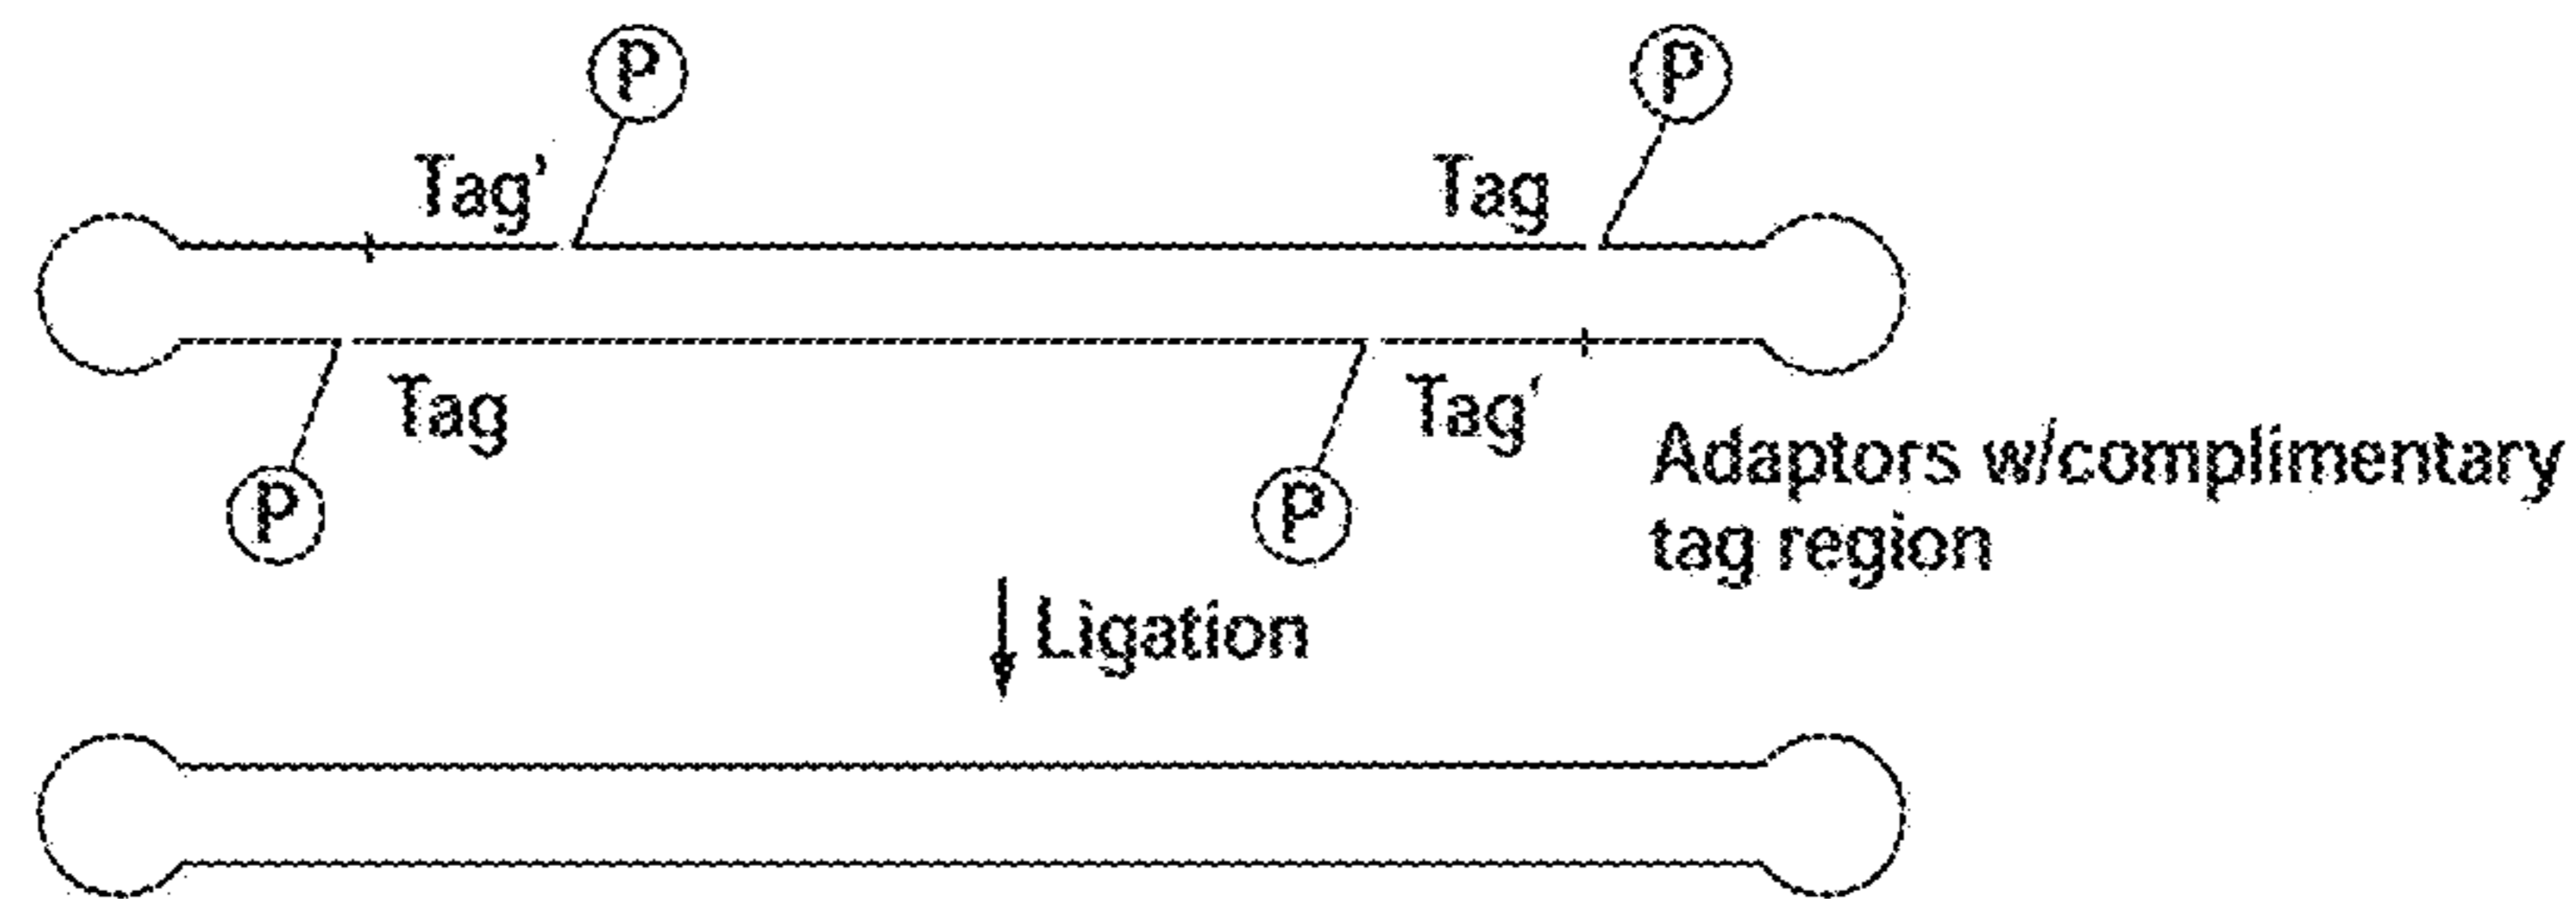 P P
Tag' Tag
Tag Tag'
P P
Adaptors w/complimentary
tag region
Ligation